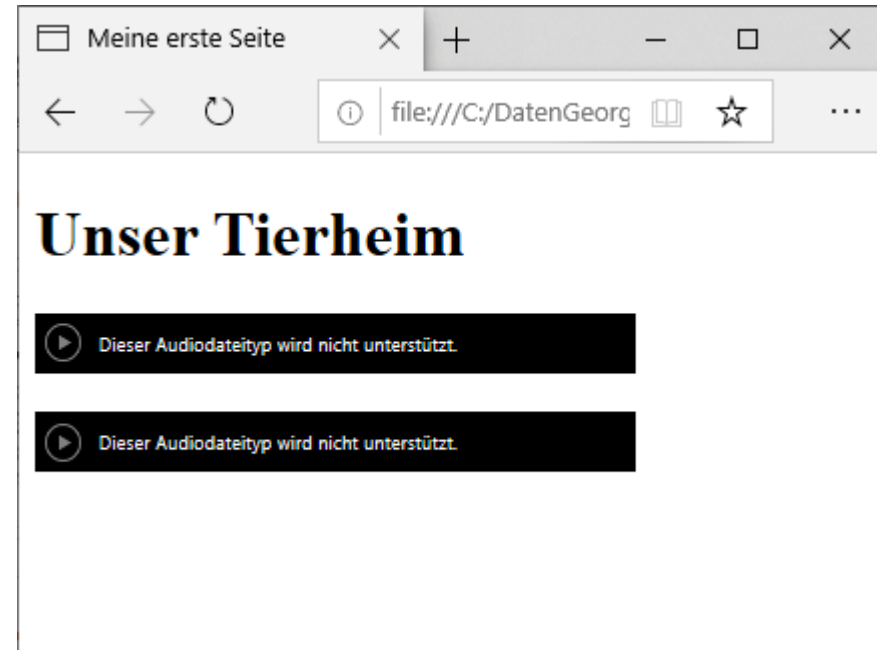 Meine erste Seite
file:///C:/DatenGeorg
Unser Tierheim
Dieser Audiodateityp wird nicht unterstützt.
Dieser Audiodateityp wird nicht unterstützt.